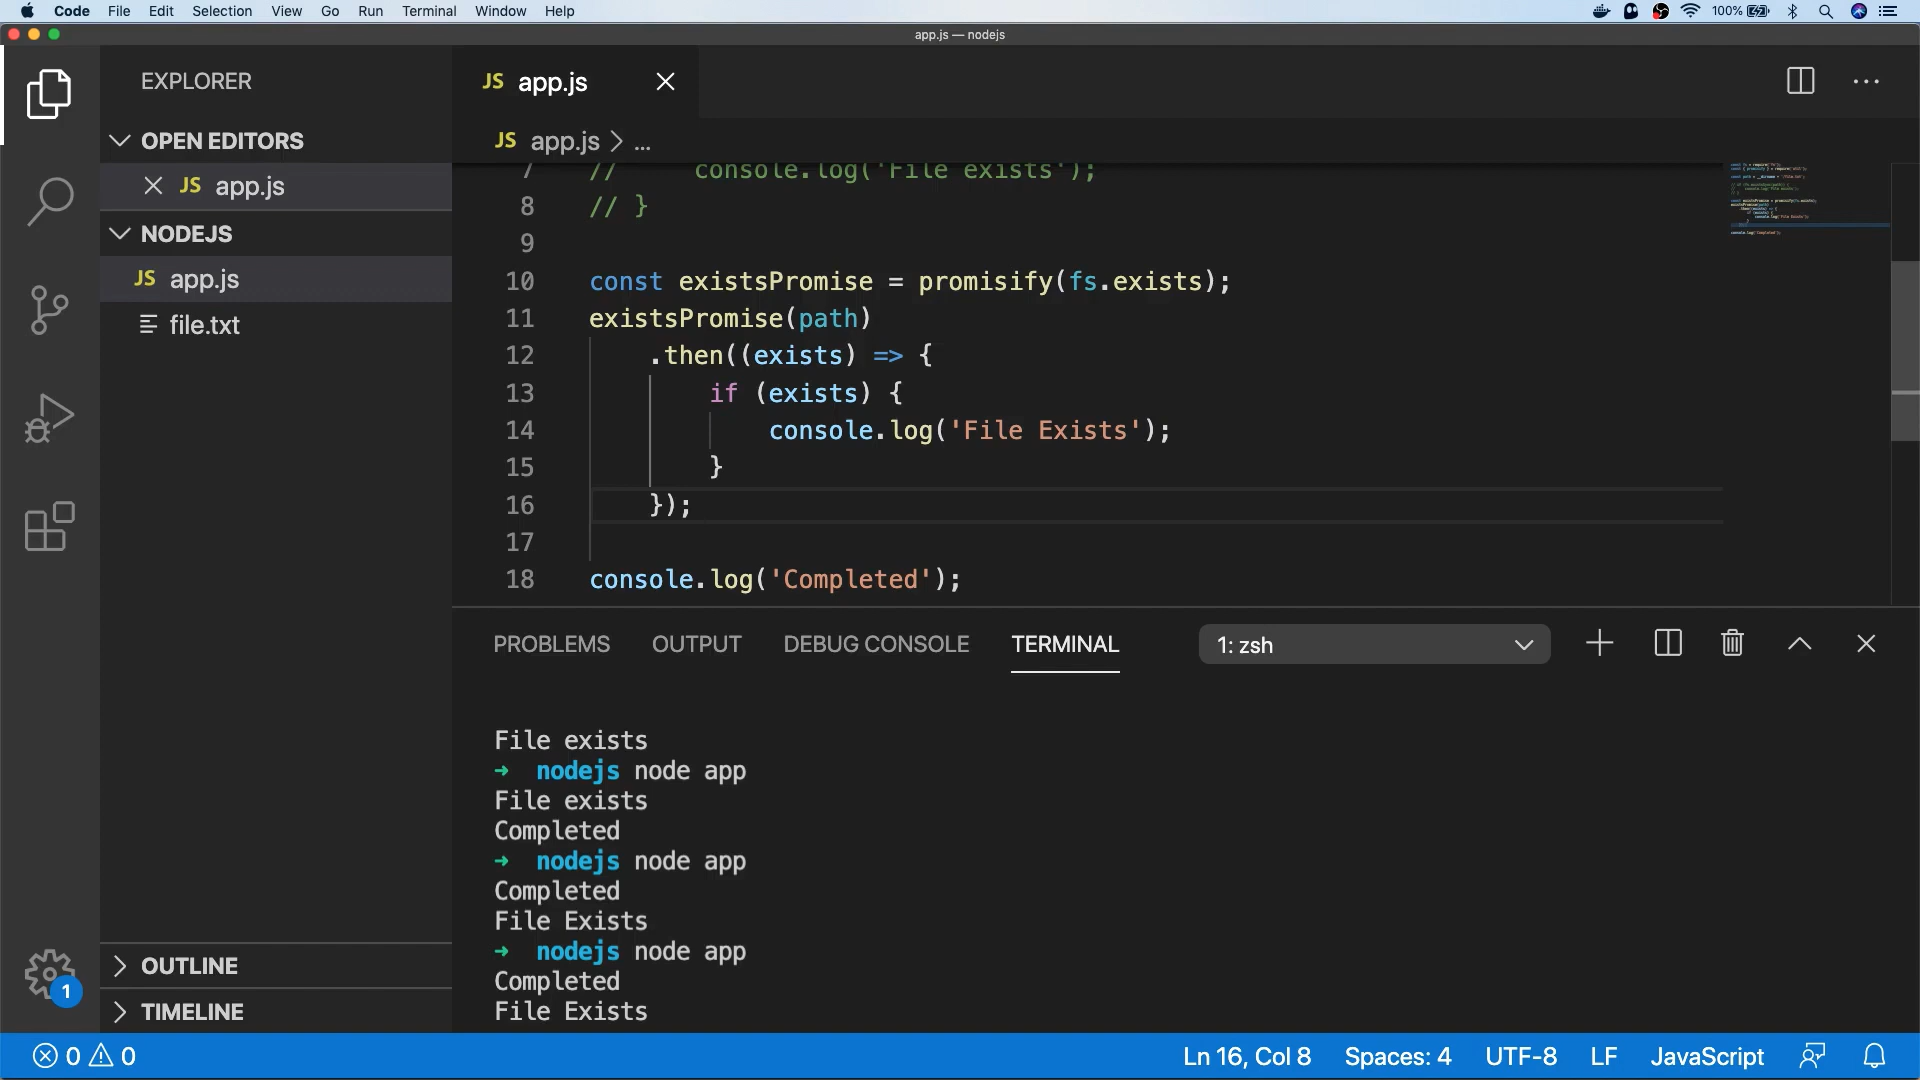 Code File Edit Selection View Go Run Terminal Window Help 100%
app.js — nodejs
EXPLORER
OPEN EDITORS
JS app.js
NODEJS
JS app.js
file.txt
OUTLINE
TIMELINE
1
JS app.js
JS app.js > ...
7 // console.log('File exists');
8 // }
9
10 const existsPromise = promisify(fs.exists);
11 existsPromise(path)
12 .then((exists) => {
13 if (exists) {
14 console.log('File Exists');
15 }
16 });
17
18 console.log('Completed');
PROBLEMS OUTPUT DEBUG CONSOLE TERMINAL 1: zsh
File exists
➜ nodejs node app
File exists
Completed
➜ nodejs node app
Completed
File Exists
➜ nodejs node app
Completed
File Exists
0 0 Ln 16, Col 8 Spaces: 4 UTF-8 LF JavaScript